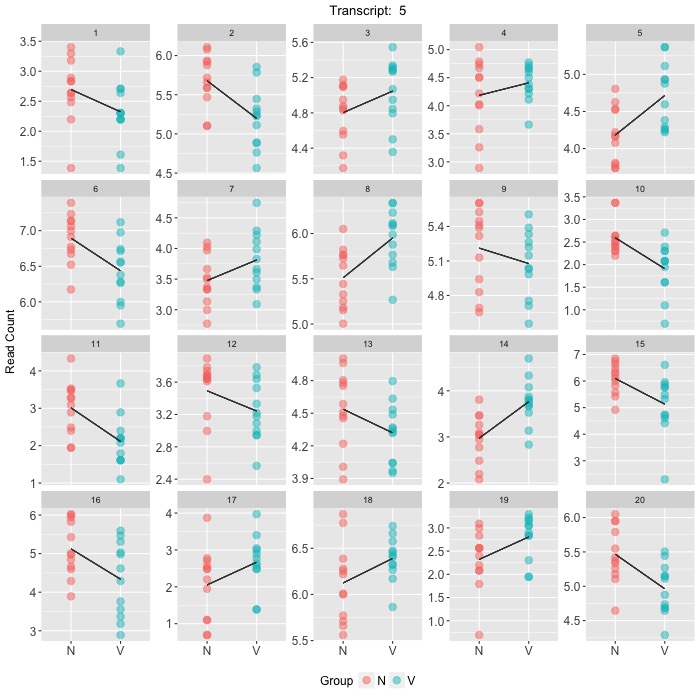 Transcript: 5
1 2 3 4 5
3.5 3.0 2.5 2.0 1.5
6.0 5.5 5.0 4.5
5.6 5.2 4.8 4.4
5.0 4.5 4.0 3.5 3.0
5.0 4.5 4.0
6 7 8 9 10
7.0 6.5 6.0
4.5 4.0 3.5 3.0
6.0 5.5 5.0
5.4 5.1 4.8
3.5 3.0 2.5 2.0 1.5 1.0
Read Count
11 12 13 14 15
4 3 2 1
3.6 3.2 2.8 2.4
4.8 4.5 4.2 3.9
4 3 2
7 6 5 4 3
16 17 18 19 20
6 5 4 3
4 3 2 1
6.5 6.0 5.5
3.0 2.5 2.0 1.5 1.0
6.0 5.5 5.0 4.5
N V N V N V N V N V
Group N V